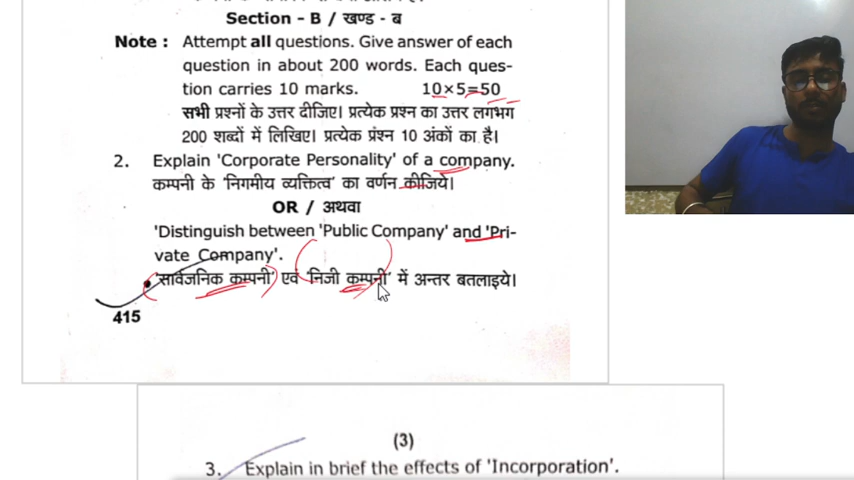 Section - B / खण्ड - ब
Note : Attempt all questions. Give answer of each
question in about 200 words. Each ques-
tion carries 10 marks. 10×5=50
सभी प्रश्नों के उत्तर दीजिए। प्रत्येक प्रश्न का उत्तर लगभग
200 शब्दों में लिखिए। प्रत्येक प्रंश्न 10 अंकों का है।
2. Explain 'Corporate Personality' of a company.
कम्पनी के 'निगमीय व्यक्तित्व' का वर्णन कीजिये।
OR / अथवा
'Distinguish between 'Public Company' and 'Pri-
vate Company'.
'सार्वजनिक कम्पनी' एवं 'निजी कम्पनी' में अन्तर बतलाइये।
415
(3)
3. Explain in brief the effects of 'Incorporation'.